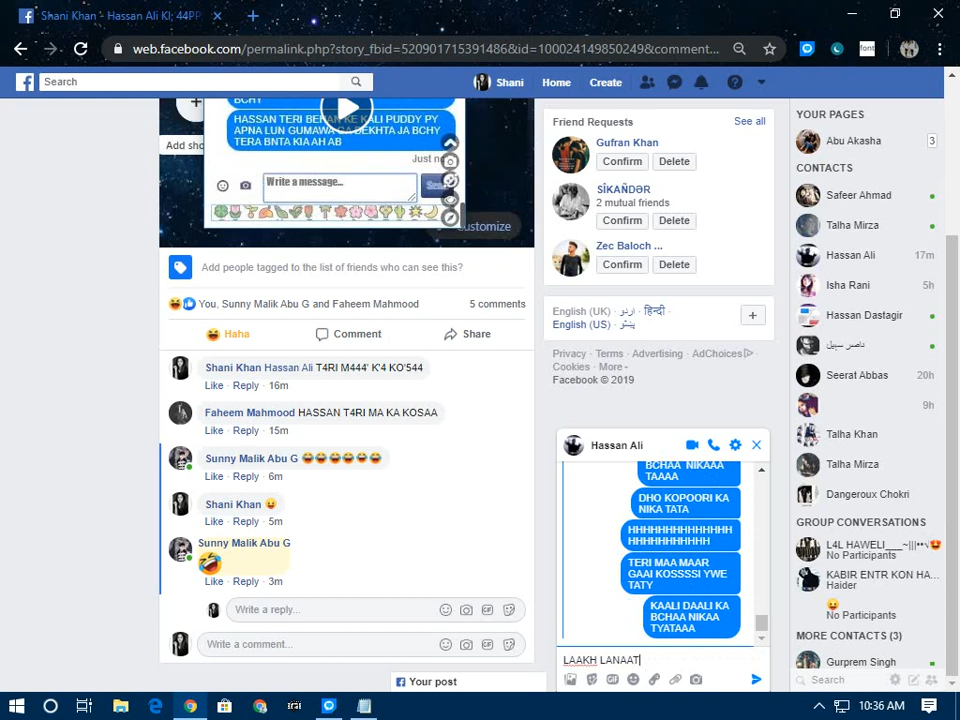 Shani Khan - Hassan Ali KI; 44PP
web.facebook.com/permalink.php?story_fbid=520901715391486&id=100024149850249&comment...
font
Search
Shani
Home
Create
BCHY
HASSAN TERI BEHAN KE KALI PUDDY PY
APNA LUN GUMAWA GA DEKHTA JA BCHY
TERA BNTA KIA AH AB
Just
Add
Write a message...
Customize
Add people tagged to the list of friends who can see this?
You, Sunny Malik Abu G and Faheem Mahmood
5 comments
Haha
Comment
Share
Shani Khan Hassan Ali T4RI M444' K'4 KO'544
Like · Reply · 16m
Faheem Mahmood HASSAN T4RI MA KA KOSAA
Like · Reply · 15m
Sunny Malik Abu G 😂😂😂😂😂😂
Like · Reply · 6m
Shani Khan 😛
Like · Reply · 5m
Sunny Malik Abu G
🤣
Like · Reply · 3m
Write a reply...
Write a comment...
Your post
Friend Requests
See all
Gufran Khan
Confirm
Delete
SÎKAÑDƏR
2 mutual friends
Confirm
Delete
Zec Baloch ...
Confirm
Delete
English (UK) · اردو · हिन्दी ·
English (US) · پښتو
Privacy · Terms · Advertising · AdChoices
Cookies · More
Facebook © 2019
Hassan Ali
BCHAA NIKAAA
TAAAA
DHO KOPOORI KA
NIKA TATA
HHHHHHHHHHHHHH
HHHHHHHHHHH
TERI MAA MAAR
GAAI KOSSSSI YWE
TATY
KAALI DAALI KA
BCHAA NIKAA
TYATAAA
LAAKH LANAAT
YOUR PAGES
Abu Akasha
3
CONTACTS
Safeer Ahmad
Talha Mirza
Hassan Ali
17m
Isha Rani
5h
Hassan Dastagir
ناصر سہیل
Seerat Abbas
20h
9h
Talha Khan
Talha Mirza
Dangeroux Chokri
GROUP CONVERSATIONS
L4L HAWELI___~|||••
No Participants
KABIR ENTR KON HA...
Haider
😛
No Participants
MORE CONTACTS (3)
Gurprem Singh
Search
10:36 AM